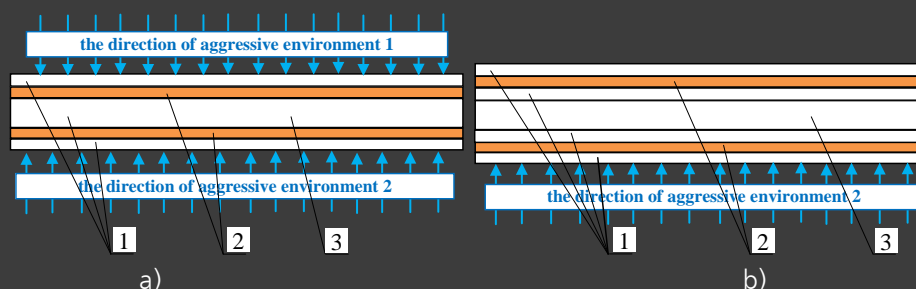 the direction of aggressive environment 1
the direction of aggressive environment 2
1
2
3
a)
the direction of aggressive environment 2
1
2
3
b)